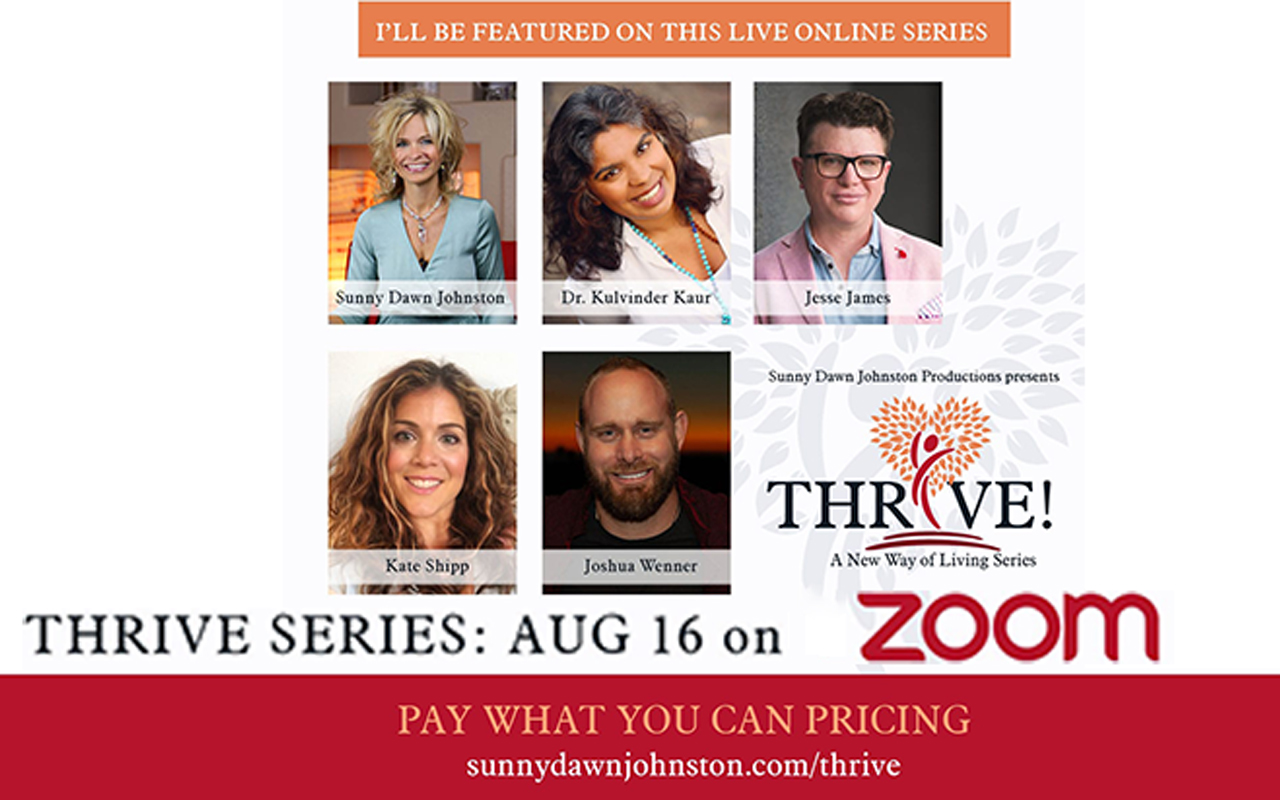 I'LL BE FEATURED ON THIS LIVE ONLINE SERIES
Sunny Dawn Johnston
Dr. Kulvinder Kaur
Jesse James
Kate Shipp
Joshua Wenner
Sunny Dawn Johnston Productions presents
THRIVE!
A New Way of Living Series
THRIVE SERIES: AUG 16 on zoom
PAY WHAT YOU CAN PRICING
sunnydawnjohnston.com/thrive